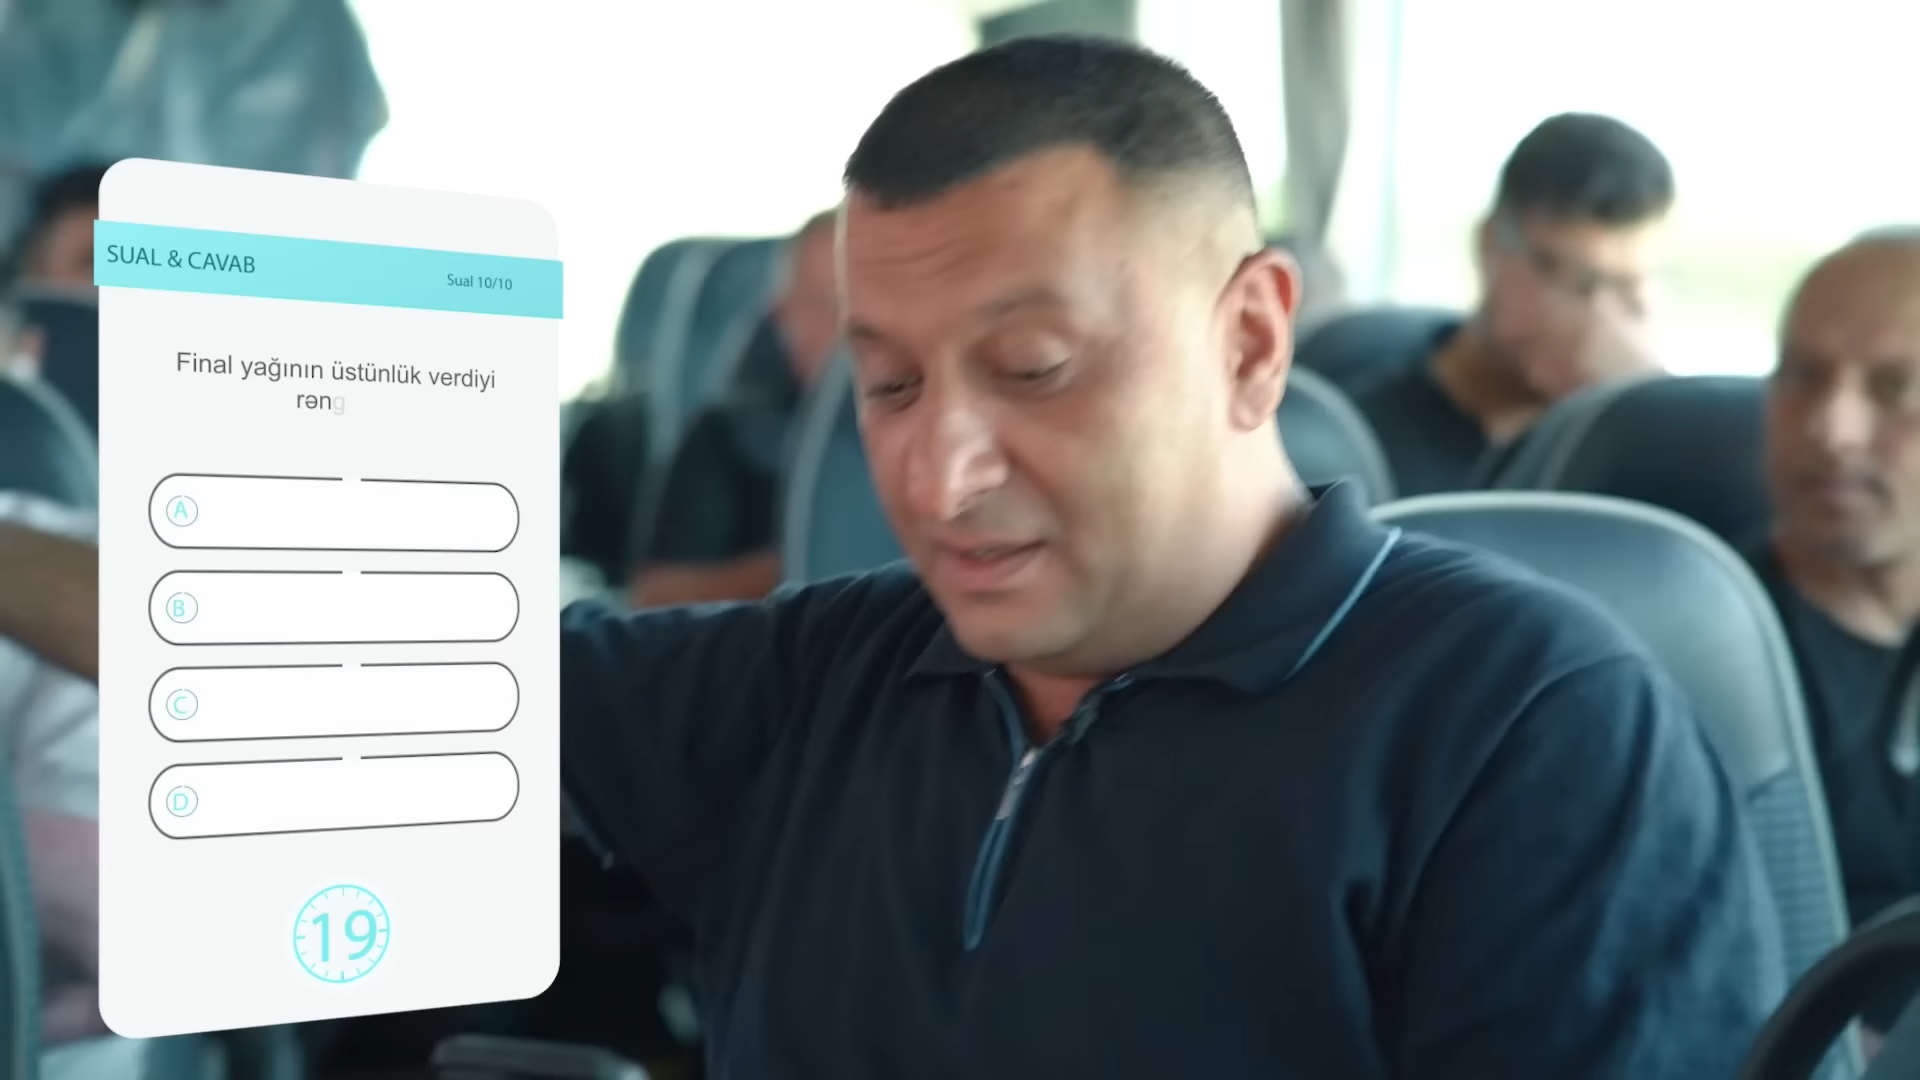 SUAL & CAVAB
Sual 10/10
Final yağının üstünlük verdiyi
rəng
A
B
C
D
19